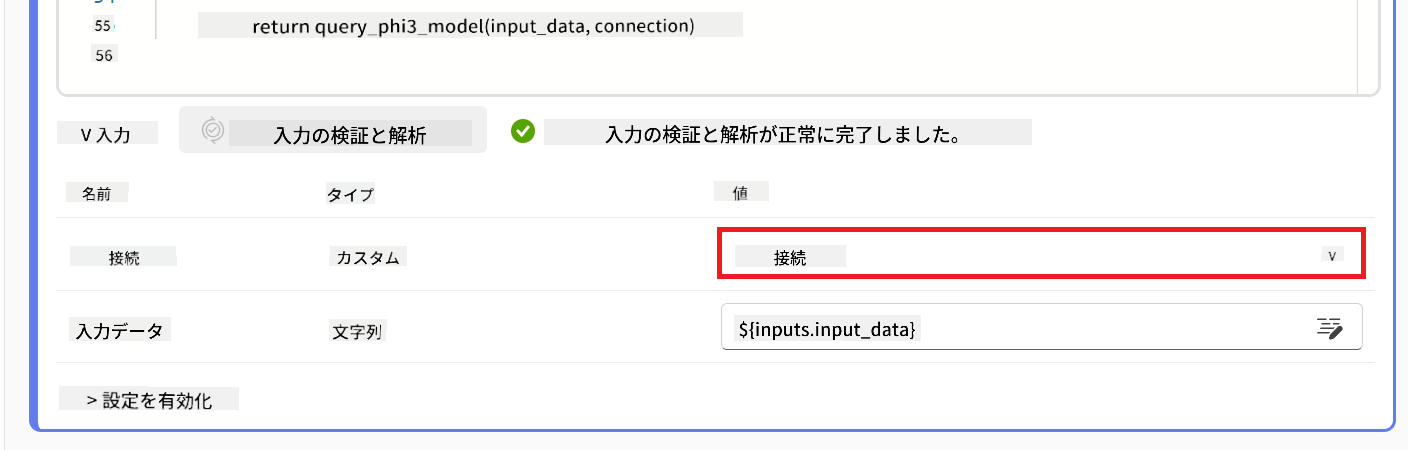 55 return query_phi3_model(input_data, connection)
56
∨ 入力 入力の検証と解析 入力の検証と解析が正常に完了しました。
名前 タイプ 値
接続 カスタム 接続 ∨
入力データ 文字列 ${inputs.input_data}
> 設定を有効化